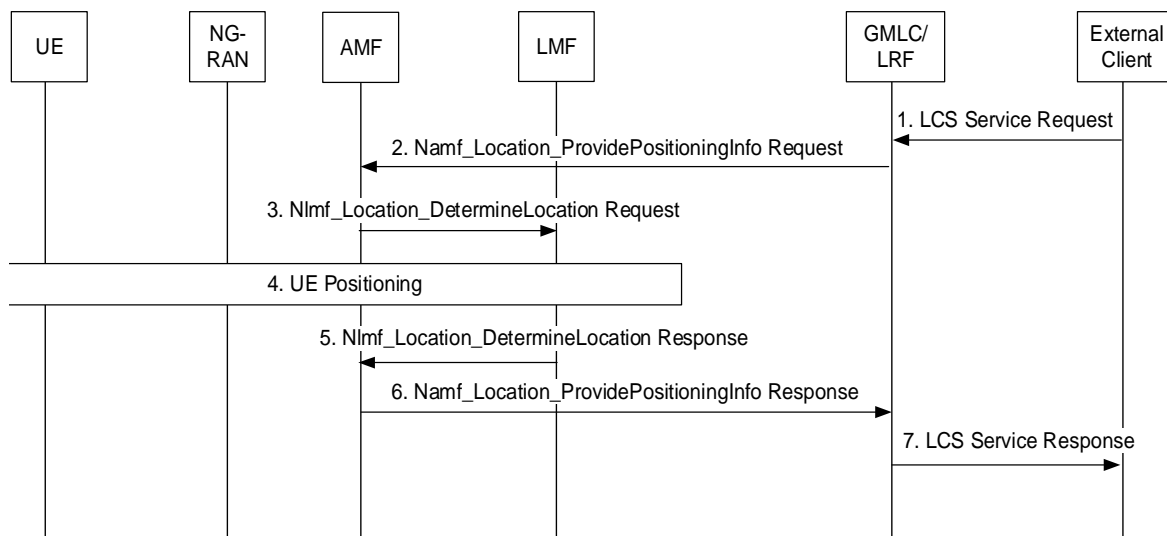 UE
NG-
RAN
AMF
LMF
GMLC/
LRF
External
Client
1. LCS Service Request
2. Namf_Location_ProvidePositioningInfo Request
3. Nlmf_Location_DetermineLocation Request
4. UE Positioning
5. Nlmf_Location_DetermineLocation Response
6. Namf_Location_ProvidePositioningInfo Response
7. LCS Service Response